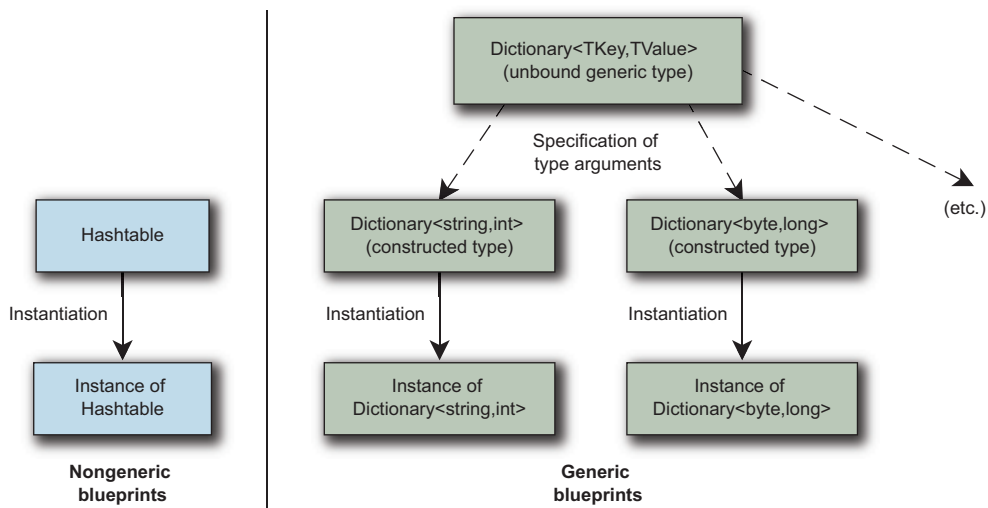 Dictionary<TKey,TValue>
(unbound generic type)
Specification of
type arguments
(etc.)
Hashtable
Dictionary<string,int>
(constructed type)
Dictionary<byte,long>
(constructed type)
Instantiation
Instantiation
Instantiation
Instance of
Hashtable
Instance of
Dictionary<string,int>
Instance of
Dictionary<byte,long>
Nongeneric
blueprints
Generic
blueprints